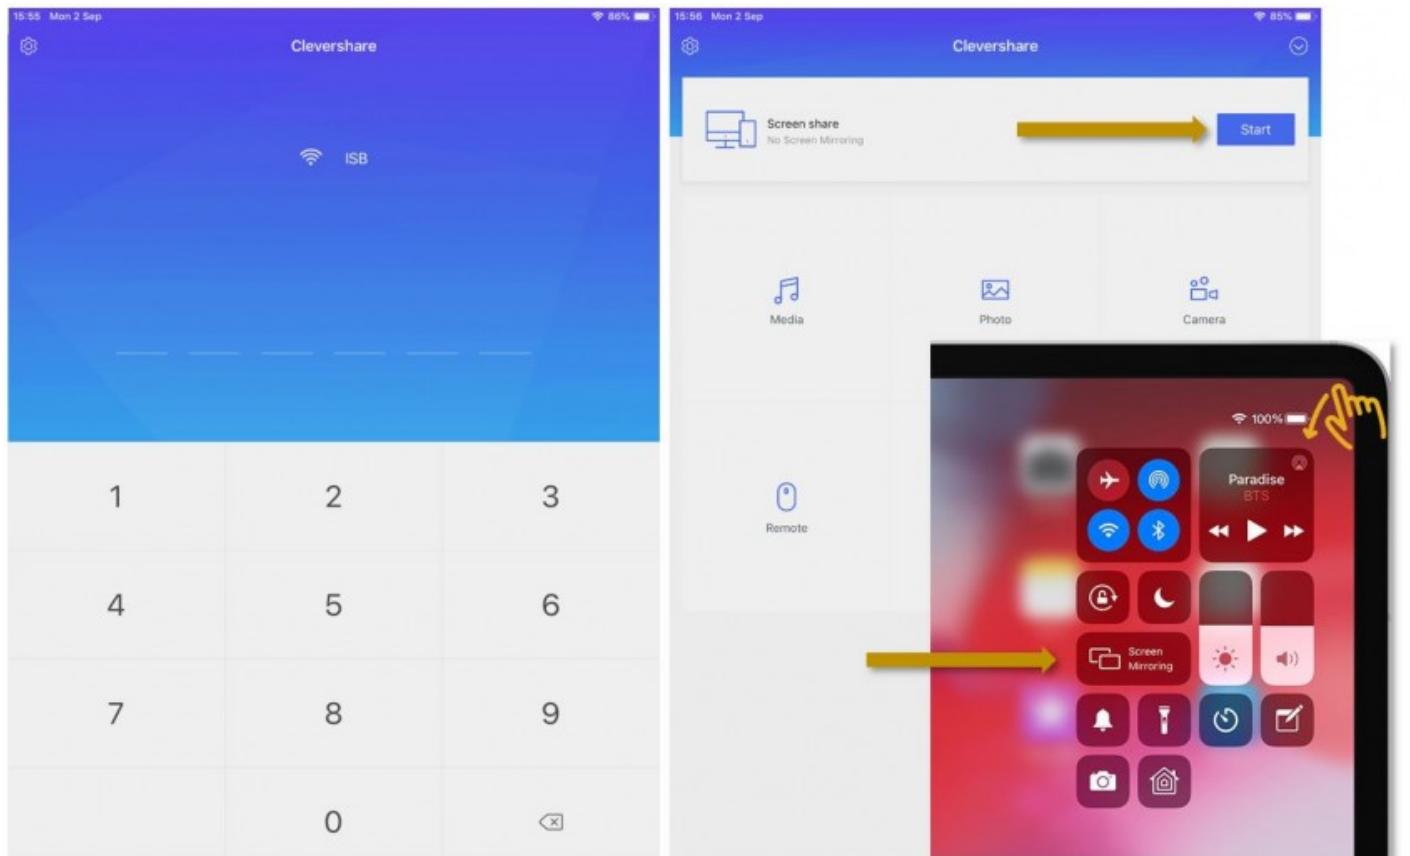 15:55 Mon 2 Sep
86%
Clevershare
ISB
1 2 3
4 5 6
7 8 9
0
15:56 Mon 2 Sep
85%
Clevershare
Screen share
No Screen Mirroring
Start
Media Photo Camera
Remote
100%
Paradise
BTS
Screen
Mirroring